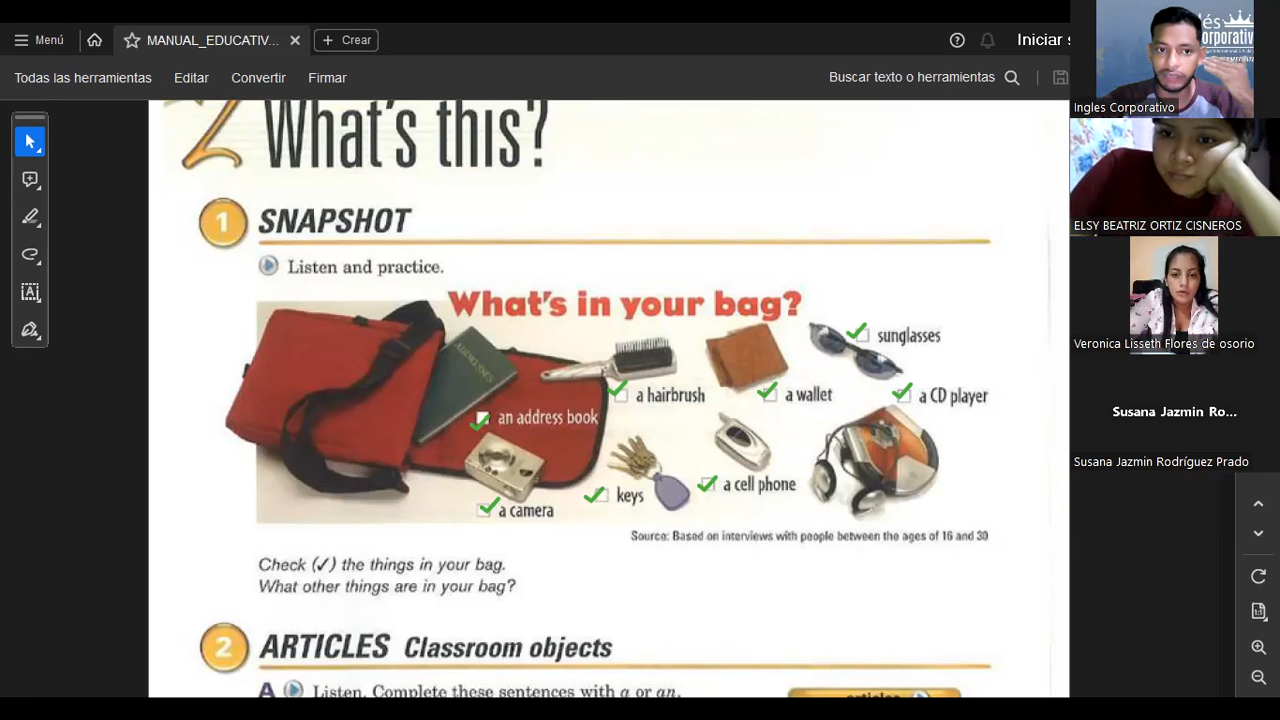 Menú
MANUAL_EDUCATIV...
Crear
Iniciar s
Todas las herramientas
Editar
Convertir
Firmar
Buscar texto o herramientas
2 What's this?
1 SNAPSHOT
Listen and practice.
What's in your bag?
ADDRESSES
sunglasses
a hairbrush
a wallet
a CD player
an address book
a cell phone
keys
a camera
Source: Based on interviews with people between the ages of 16 and 30
Check (✓) the things in your bag.
What other things are in your bag?
2 ARTICLES Classroom objects
A Listen. Complete these sentences with a or an.
articles
Ingles Corporativo
ELSY BEATRIZ ORTIZ CISNEROS
Veronica Lisseth Flores de osorio
Susana Jazmin Ro...
Susana Jazmin Rodríguez Prado